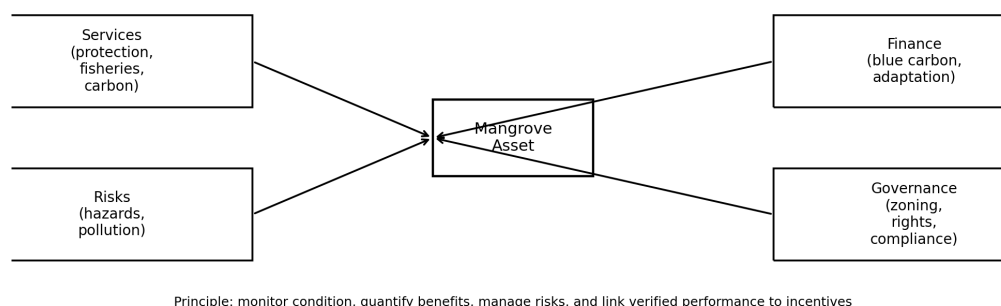 Services
(protection,
fisheries,
carbon)
Finance
(blue carbon,
adaptation)
Mangrove
Asset
Risks
(hazards,
pollution)
Governance
(zoning,
rights,
compliance)
Principle: monitor condition, quantify benefits, manage risks, and link verified performance to incentives